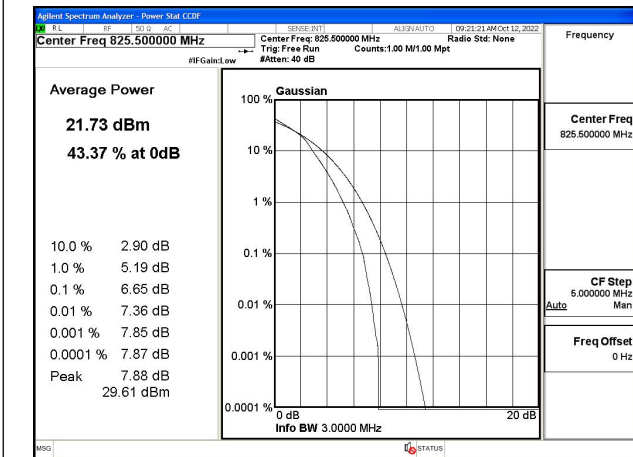 Agilent Spectrum Analyzer - Power Stat CCDF
RL RF 50 Ω AC SENSE:INT ALIGNAUTO 09:21:21 AM Oct 12, 2022
Center Freq 825.500000 MHz
Center Freq: 825.500000 MHz Radio Std: None
Trig: Free Run Counts:1.00 M/1.00 Mpt
#IFGain:Low #Atten: 40 dB
Frequency
Average Power
21.73 dBm
43.37 % at 0dB
10.0 % 2.90 dB
1.0 % 5.19 dB
0.1 % 6.65 dB
0.01 % 7.36 dB
0.001 % 7.85 dB
0.0001 % 7.87 dB
Peak 7.88 dB
29.61 dBm
Gaussian
100 %
10 %
1 %
0.1 %
0.01 %
0.001 %
0.0001 %
0 dB 20 dB
Info BW 3.0000 MHz
Center Freq
825.500000 MHz
CF Step
5.000000 MHz
Auto Man
Freq Offset
0 Hz
MSG STATUS